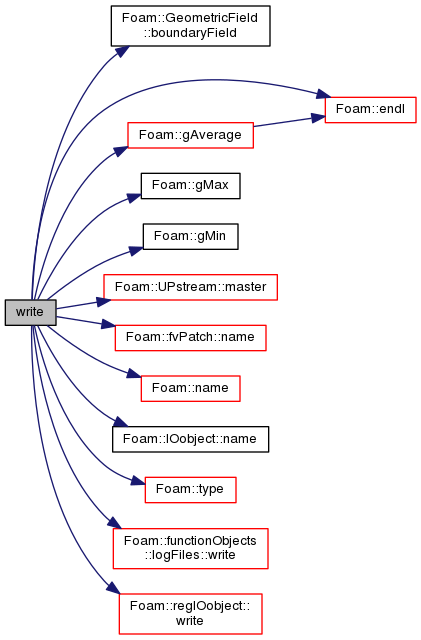 Foam::GeometricField
::boundaryField
Foam::endl
Foam::gAverage
Foam::gMax
Foam::gMin
Foam::UPstream::master
write
Foam::fvPatch::name
Foam::name
Foam::IOobject::name
Foam::type
Foam::functionObjects
::logFiles::write
Foam::regIOobject::
write